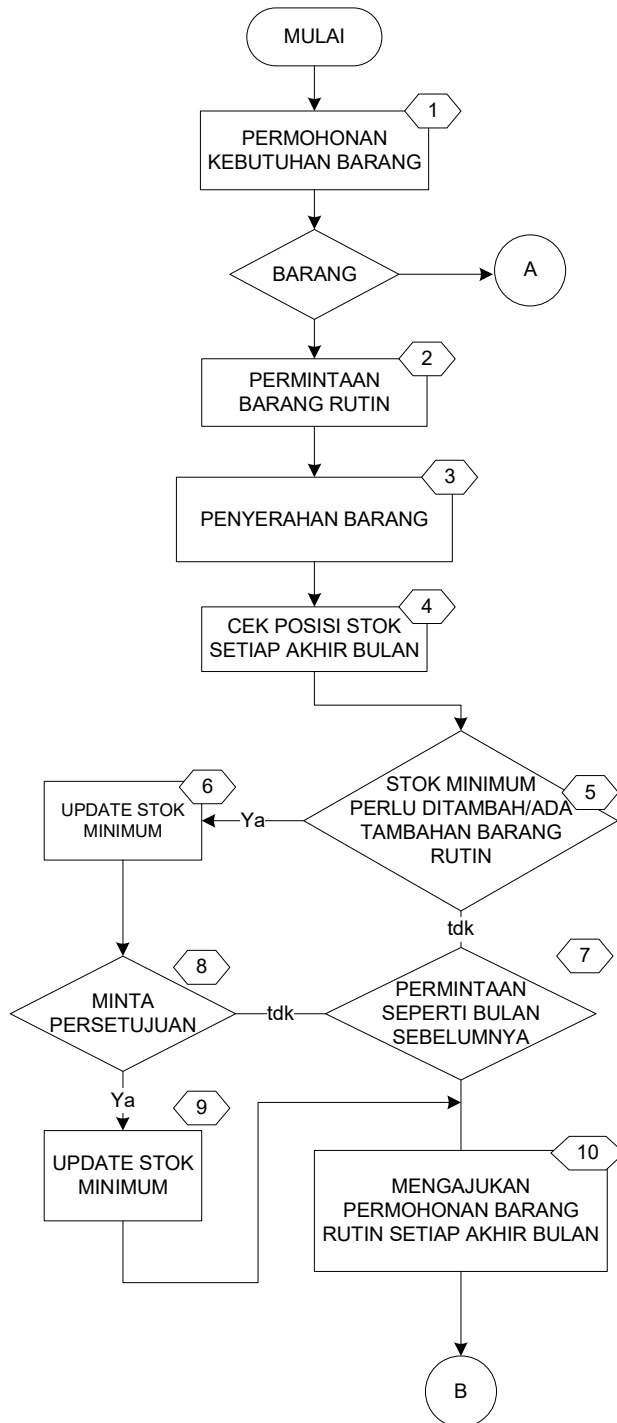 MULAI
1
PERMOHONAN
KEBUTUHAN BARANG
BARANG
A
2
PERMINTAAN
BARANG RUTIN
3
PENYERAHAN BARANG
4
CEK POSISI STOK
SETIAP AKHIR BULAN
STOK MINIMUM
PERLU DITAMBAH/ADA
TAMBAHAN BARANG
RUTIN
5
Ya
6
UPDATE STOK
MINIMUM
tdk
7
PERMINTAAN
SEPERTI BULAN
SEBELUMNYA
tdk
8
MINTA
PERSETUJUAN
Ya
9
UPDATE STOK
MINIMUM
10
MENGAJUKAN
PERMOHONAN BARANG
RUTIN SETIAP AKHIR BULAN
B